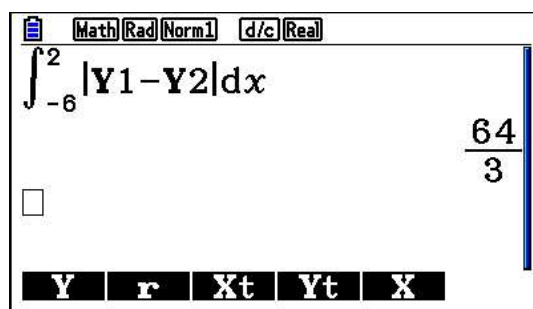 Math Rad Norm1 d/c Real
∫₋₆² |Y1−Y2|dx
64/3
Y r Xt Yt X